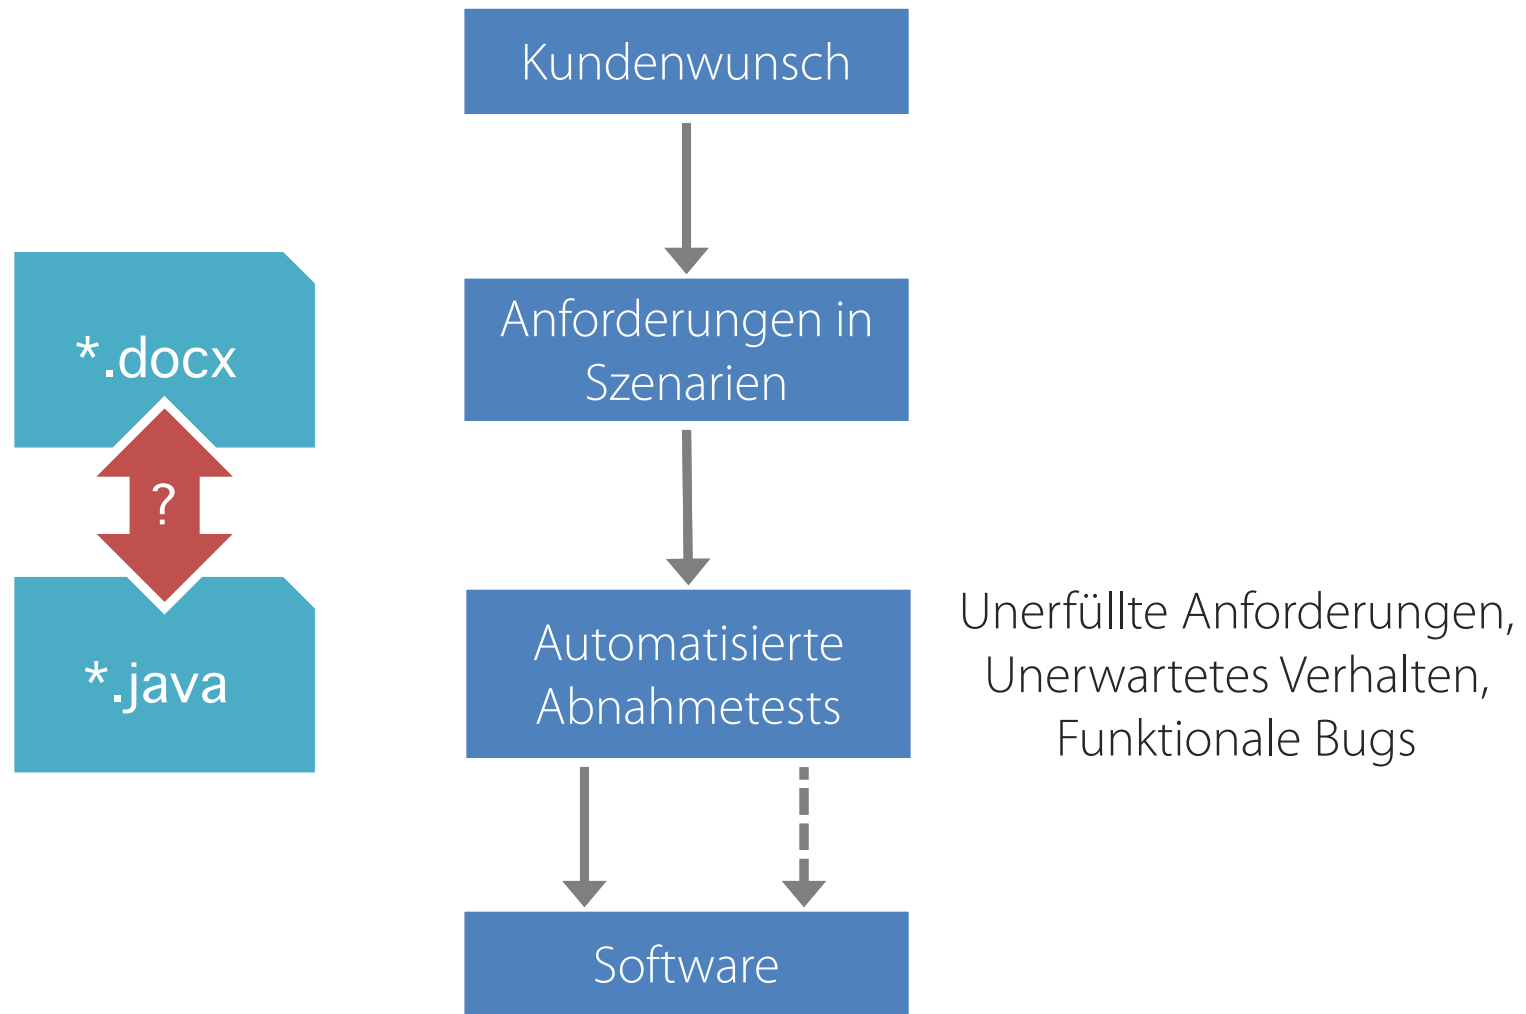 Kundenwunsch
Anforderungen in
Szenarien
*.docx
?
*.java
Automatisierte
Abnahmetests
Unerfüllte Anforderungen,
Unerwartetes Verhalten,
Funktionale Bugs
Software